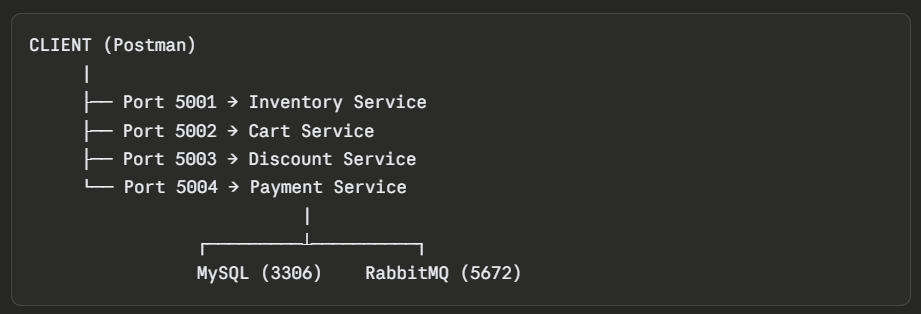 CLIENT (Postman)
Port 5001 → Inventory Service
Port 5002 → Cart Service
Port 5003 → Discount Service
Port 5004 → Payment Service
MySQL (3306) RabbitMQ (5672)